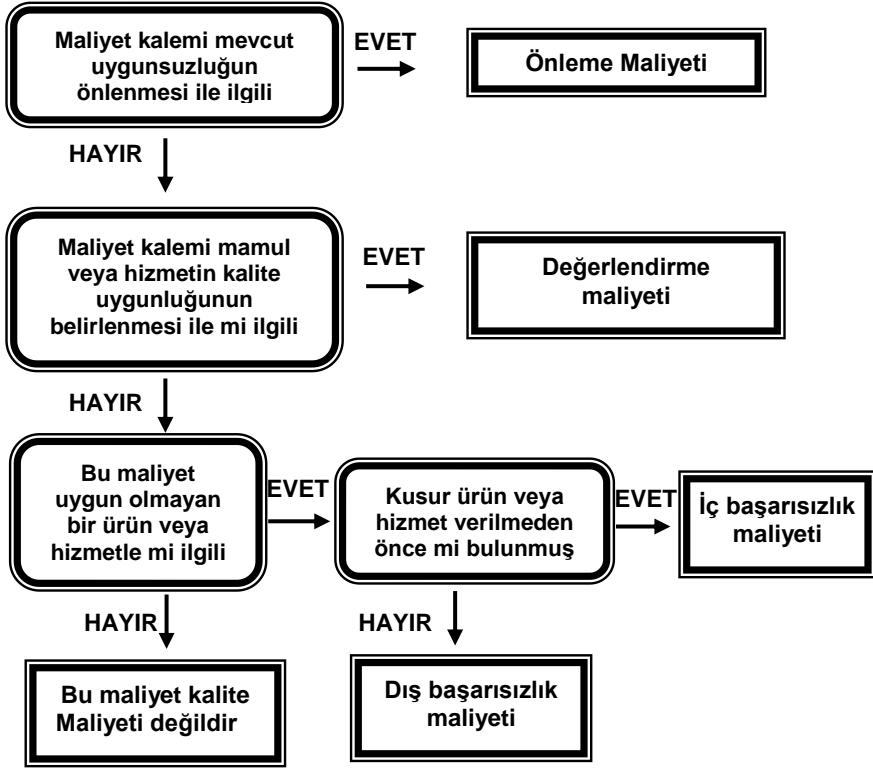 Maliyet kalemi mevcut
uygunsuzluğun
önlenmesi ile ilgili
EVET
Önleme Maliyeti
HAYIR
Maliyet kalemi mamul
veya hizmetin kalite
uygunluğunun
belirlenmesi ile mi ilgili
EVET
Değerlendirme
maliyeti
HAYIR
Bu maliyet
uygun olmayan
bir ürün veya
hizmetle mi ilgili
EVET
Kusur ürün veya
hizmet verilmeden
önce mi bulunmuş
EVET
İç başarısızlık
maliyeti
HAYIR
Bu maliyet kalite
Maliyeti değildir
HAYIR
Dış başarısızlık
maliyeti